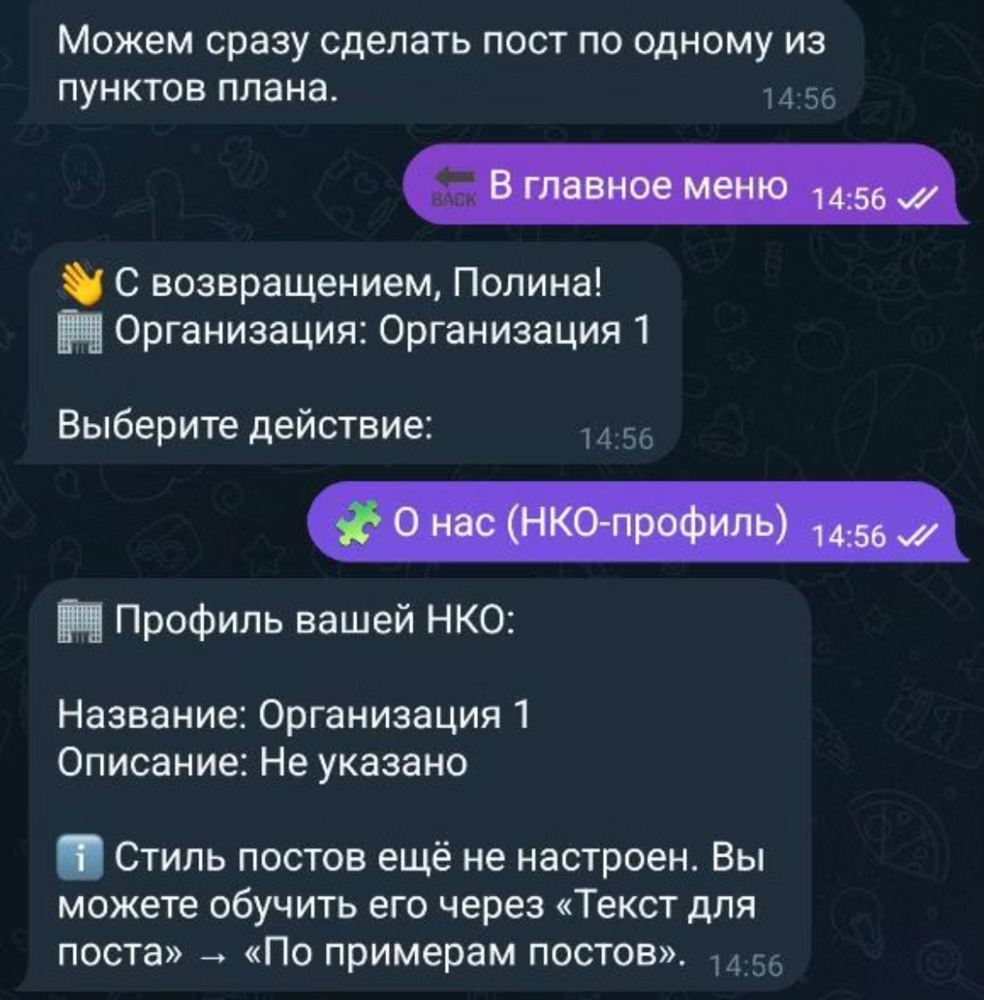 Можем сразу сделать пост по одному из
пунктов плана.
14:56
BACK В главное меню 14:56
👋 С возвращением, Полина!
🏢 Организация: Организация 1
Выберите действие:
14:56
🧩 О нас (НКО-профиль) 14:56
🏢 Профиль вашей НКО:
Название: Организация 1
Описание: Не указано
ℹ️ Стиль постов ещё не настроен. Вы
можете обучить его через «Текст для
поста» → «По примерам постов».
14:56